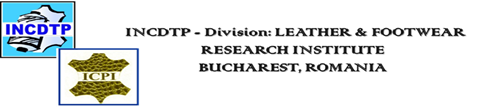 INCDTP
INCDTP - Division: LEATHER & FOOTWEAR
RESEARCH INSTITUTE
BUCHAREST, ROMANIA
ICPI